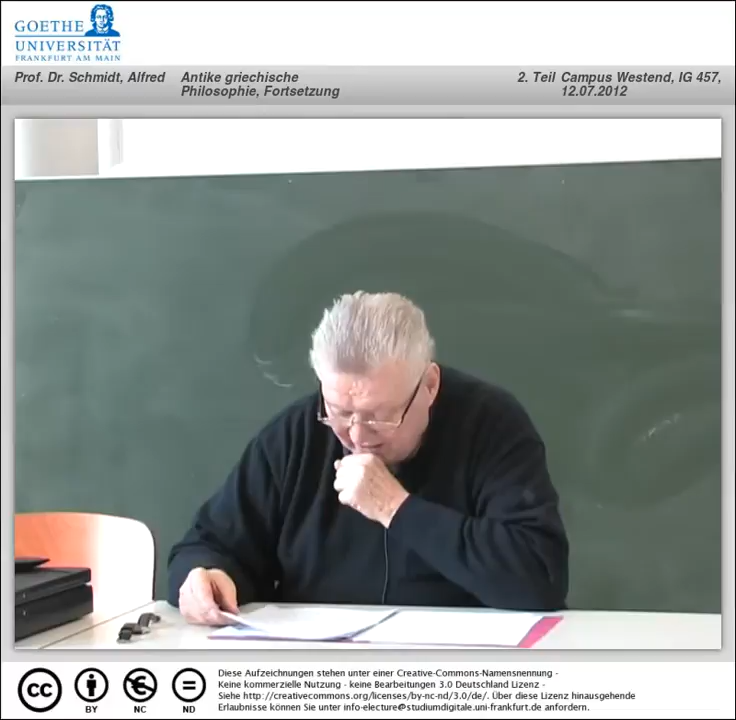 GOETHE
UNIVERSITÄT
FRANKFURT AM MAIN
Prof. Dr. Schmidt, Alfred
Antike griechische
Philosophie, Fortsetzung
2. Teil Campus Westend, IG 457,
12.07.2012
cc
BY
NC
ND
Diese Aufzeichnungen stehen unter einer Creative-Commons-Namensnennung -
Keine kommerzielle Nutzung - keine Bearbeitungen 3.0 Deutschland Lizenz -
Siehe http://creativecommons.org/licenses/by-nc-nd/3.0/de/. Über diese Lizenz hinausgehende
Erlaubnisse können Sie unter info-electure@studiumdigitale.uni-frankfurt.de anfordern.